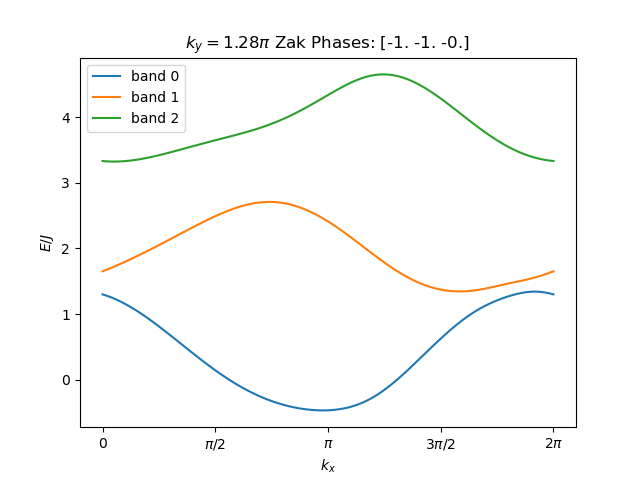 k_y = 1.28π Zak Phases: [-1. -1. -0.]
band 0
band 1
band 2
E/J
4
3
2
1
0
0
π/2
π
3π/2
2π
k_x